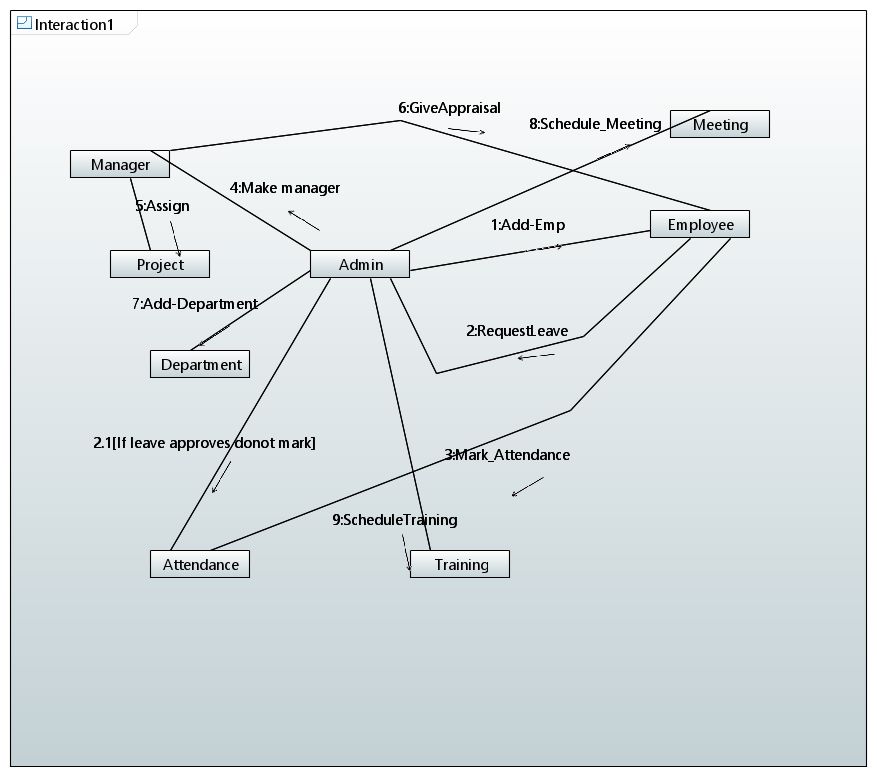 Interaction1
6:GiveAppraisal
8:Schedule_Meeting
Meeting
Manager
4:Make manager
5:Assign
1:Add-Emp
Employee
Project
Admin
7:Add-Department
2:RequestLeave
Department
2.1[If leave approves donot mark]
3:Mark_Attendance
9:ScheduleTraining
Attendance
Training